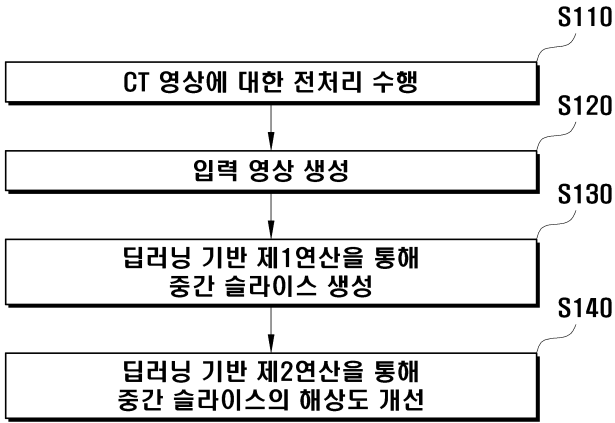 S110
CT 영상에 대한 전처리 수행
S120
입력 영상 생성
S130
딥러닝 기반 제1연산을 통해
중간 슬라이스 생성
S140
딥러닝 기반 제2연산을 통해
중간 슬라이스의 해상도 개선